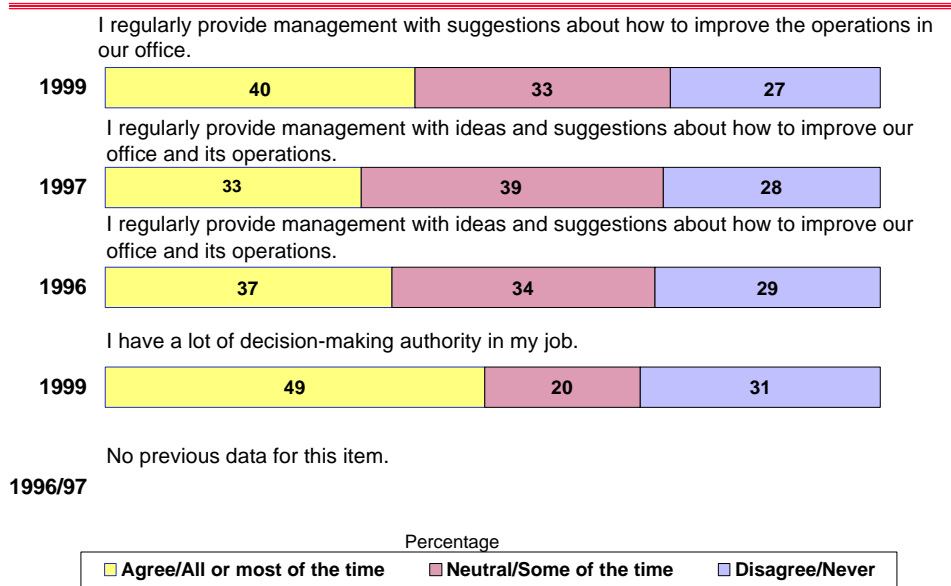 I regularly provide management with suggestions about how to improve the operations in
our office.
1999 40 33 27
I regularly provide management with ideas and suggestions about how to improve our
office and its operations.
1997 33 39 28
I regularly provide management with ideas and suggestions about how to improve our
office and its operations.
1996 37 34 29
I have a lot of decision-making authority in my job.
1999 49 20 31
No previous data for this item.
1996/97
Percentage
Agree/All or most of the time Neutral/Some of the time Disagree/Never